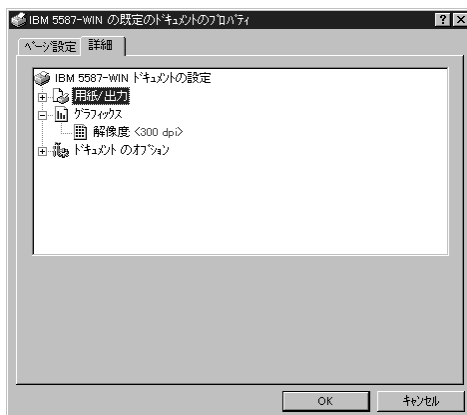 IBM 5587-WIN の既定のﾄﾞｷｭﾒﾝﾄのﾌﾟﾛﾊﾟﾃｨ
ﾍﾟｰｼﾞ設定 詳細
IBM 5587-WIN ﾄﾞｷｭﾒﾝﾄの設定
用紙/出力
ｸﾞﾗﾌｨｯｸｽ
解像度 <300 dpi>
ﾄﾞｷｭﾒﾝﾄ のｵﾌﾟｼｮﾝ
OK ｷｬﾝｾﾙ